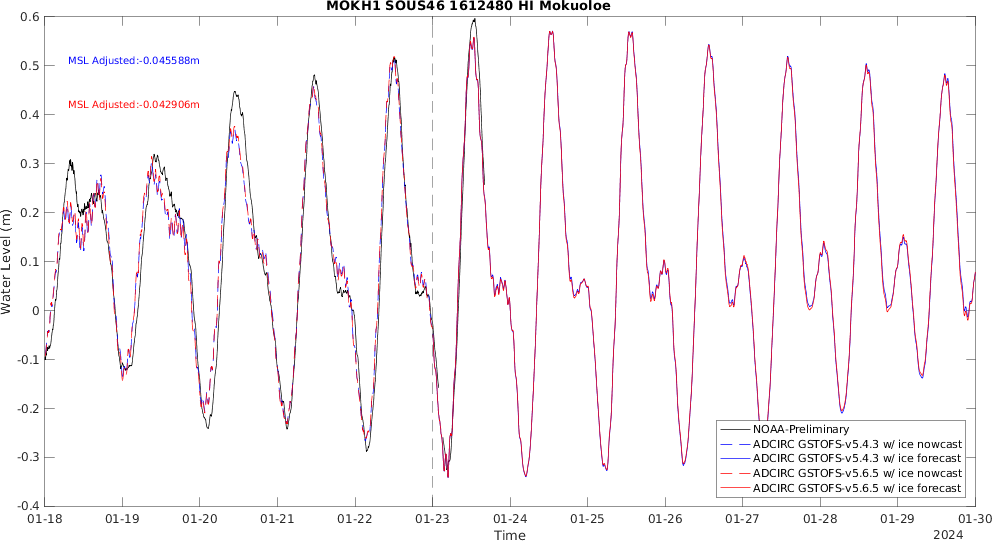 MOKH1 SOUS46 1612480 HI Mokuoloe
MSL Adjusted:-0.045588m
MSL Adjusted:-0.042906m
Water Level (m)
0.6
0.5
0.4
0.3
0.2
0.1
0
-0.1
-0.2
-0.3
-0.4
NOAA-Preliminary
ADCIRC GSTOFS-v5.4.3 w/ ice nowcast
ADCIRC GSTOFS-v5.4.3 w/ ice forecast
ADCIRC GSTOFS-v5.6.5 w/ ice nowcast
ADCIRC GSTOFS-v5.6.5 w/ ice forecast
01-18 01-19 01-20 01-21 01-22 01-23 01-24 01-25 01-26 01-27 01-28 01-29 01-30
Time
2024